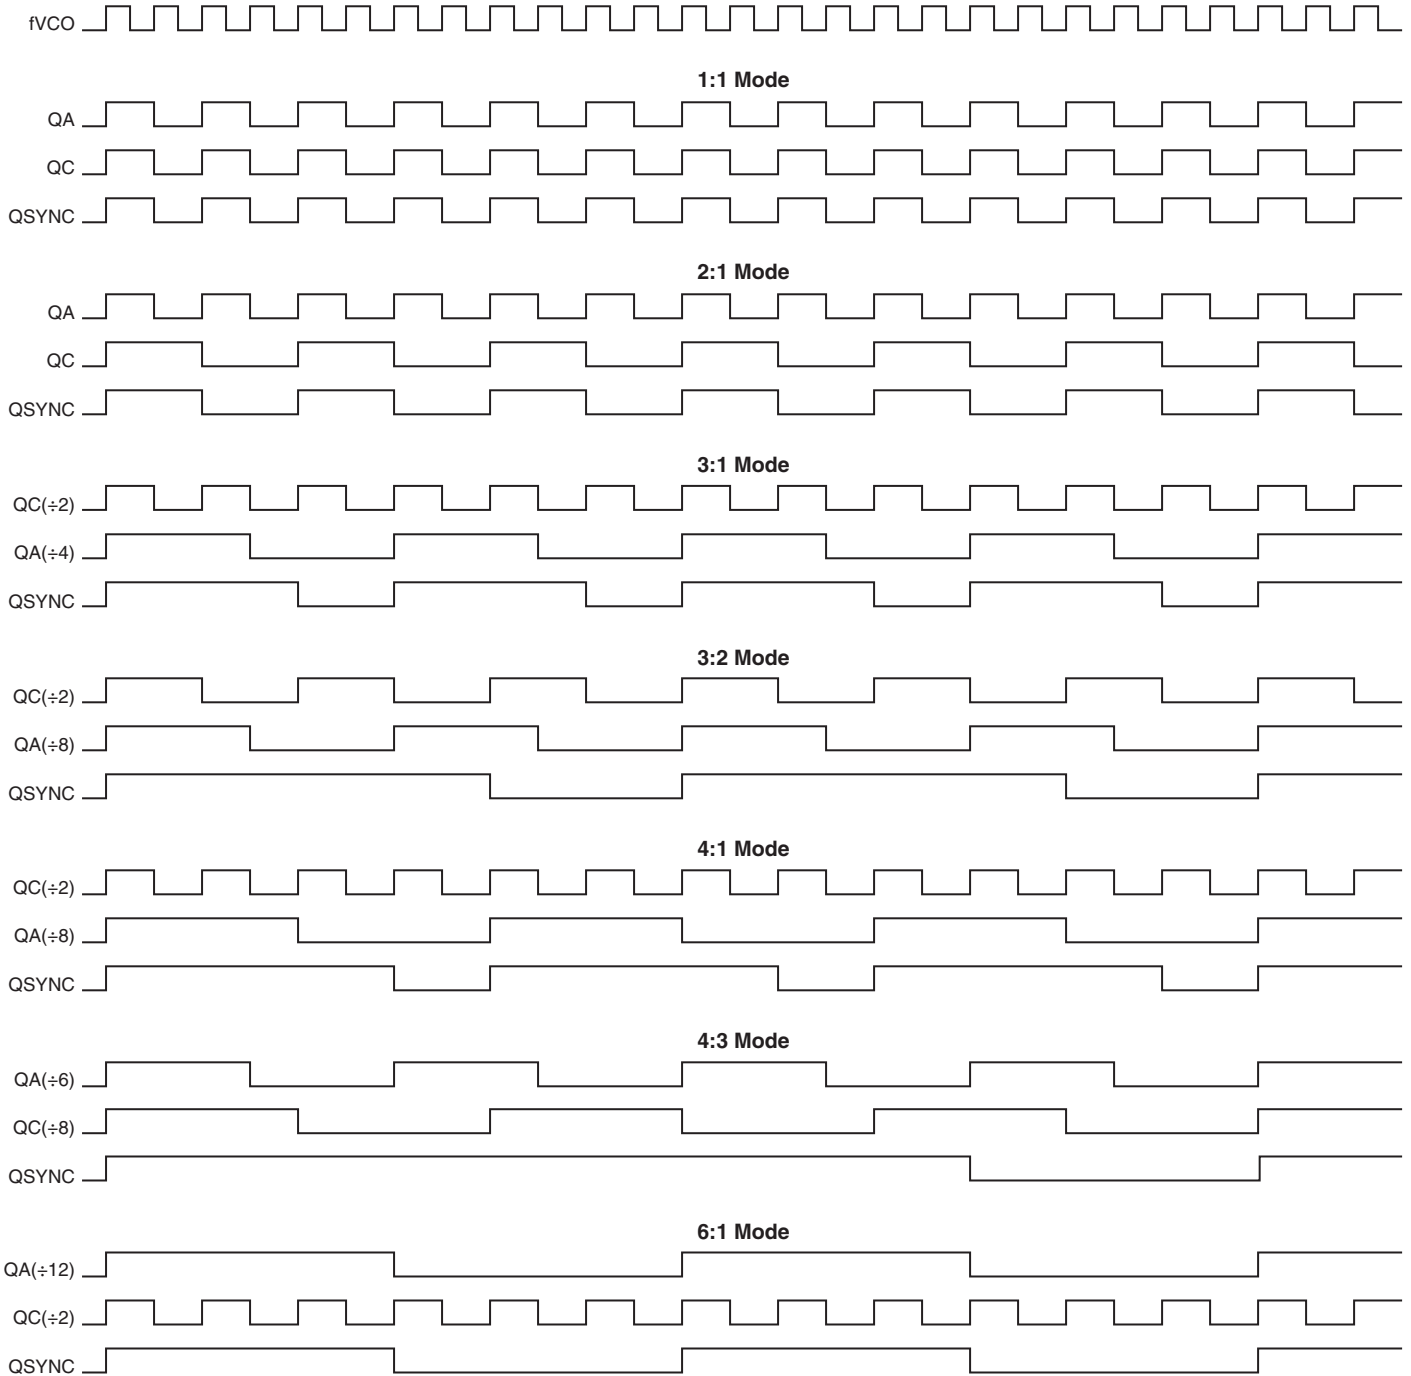 fVCO
1:1 Mode
QA
QC
QSYNC
2:1 Mode
QA
QC
QSYNC
3:1 Mode
QC(÷2)
QA(÷4)
QSYNC
3:2 Mode
QC(÷2)
QA(÷8)
QSYNC
4:1 Mode
QC(÷2)
QA(÷8)
QSYNC
4:3 Mode
QA(÷6)
QC(÷8)
QSYNC
6:1 Mode
QA(÷12)
QC(÷2)
QSYNC